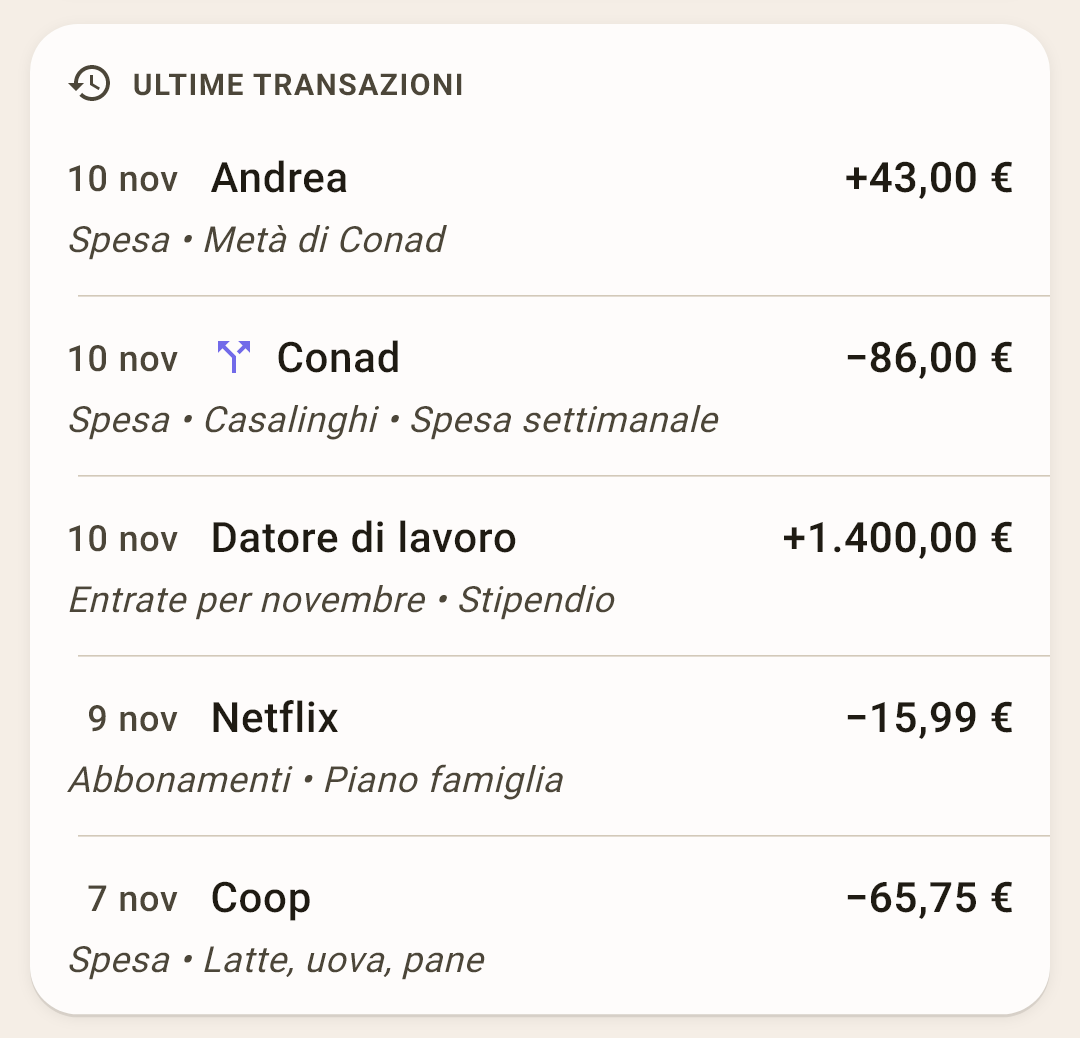 ULTIME TRANSAZIONI
10 nov Andrea +43,00 €
Spesa • Metà di Conad
10 nov Conad −86,00 €
Spesa • Casalinghi • Spesa settimanale
10 nov Datore di lavoro +1.400,00 €
Entrate per novembre • Stipendio
9 nov Netflix −15,99 €
Abbonamenti • Piano famiglia
7 nov Coop −65,75 €
Spesa • Latte, uova, pane